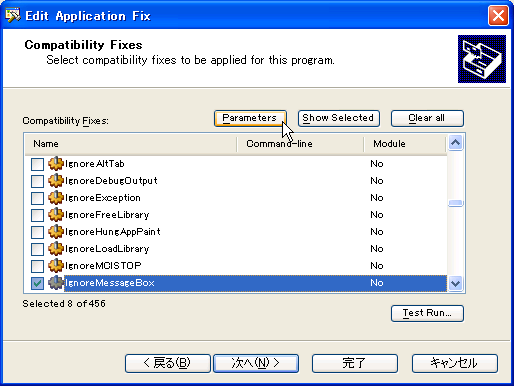 Edit Application Fix
Compatibility Fixes
Select compatibility fixes to be applied for this program.
Compatibility Fixes:
Parameters
Show Selected
Clear all
Name Command-line Module
IgnoreAltTab No
IgnoreDebugOutput No
IgnoreException No
IgnoreFreeLibrary No
IgnoreHungAppPaint No
IgnoreLoadLibrary No
IgnoreMCISTOP No
IgnoreMessageBox No
Selected 8 of 456
Test Run...
< 戻る(B)
次へ(N) >
完了
キャンセル